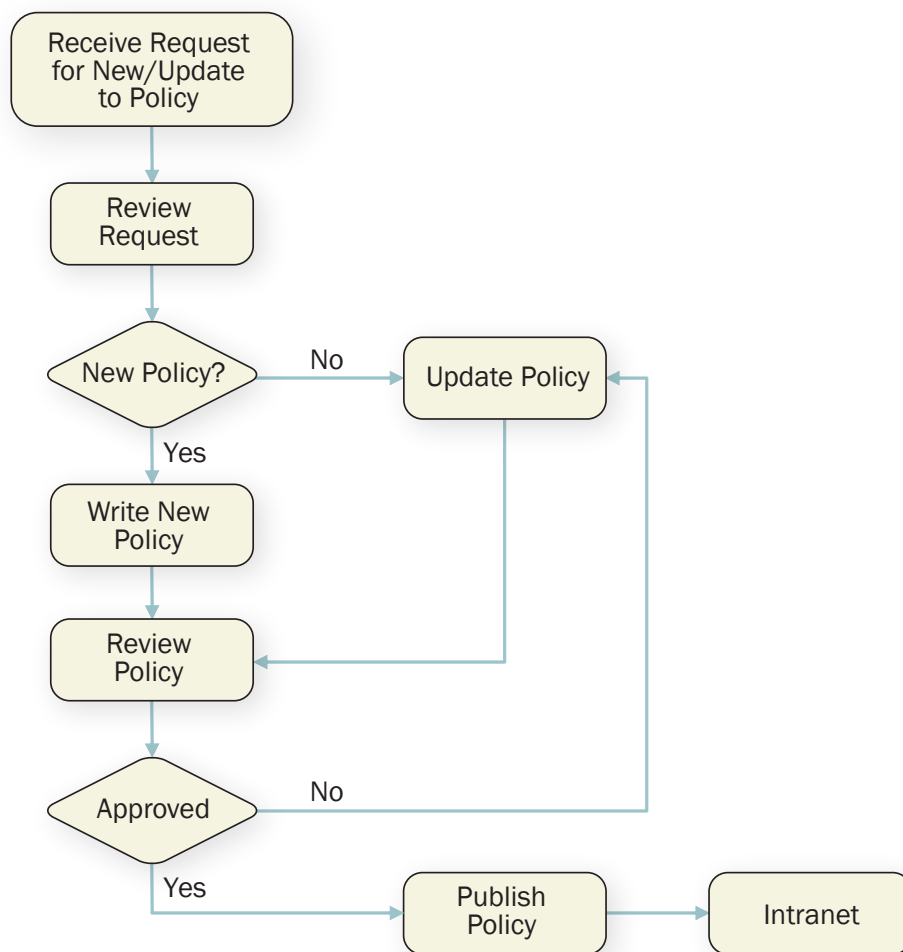 Receive Request
for New/Update
to Policy
Review
Request
New Policy?
No
Update Policy
Yes
Write New
Policy
Review
Policy
Approved
No
Yes
Publish
Policy
Intranet